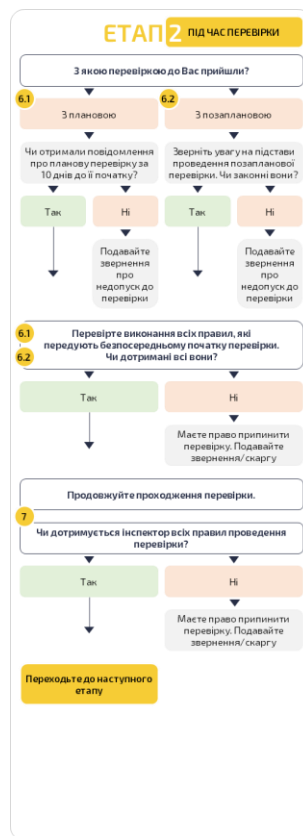 ЕТАП 2 ПІД ЧАС ПЕРЕВІРКИ
З якою перевіркою до Вас прийшли?
6.1
З плановою
6.2
З позаплановою
Чи отримали повідомлення
про планову перевірку за
10 днів до її початку?
Зверніть увагу на підстави
проведення позапланової
перевірки. Чи законні вони?
Так
Ні
Так
Ні
Подавайте
звернення
про
недопуск до
перевірки
Подавайте
звернення
про
недопуск до
перевірки
6.1
6.2
Перевірте виконання всіх правил, які
передують безпосередньому початку перевірки.
Чи дотримані всі вони?
Так
Ні
Маєте право припинити
перевірку. Подавайте
звернення/скаргу
Продовжуйте проходження перевірки.
7
Чи дотримується інспектор всіх правил проведення
перевірки?
Так
Ні
Маєте право припинити
перевірку. Подавайте
звернення/скаргу
Переходьте до наступного
етапу